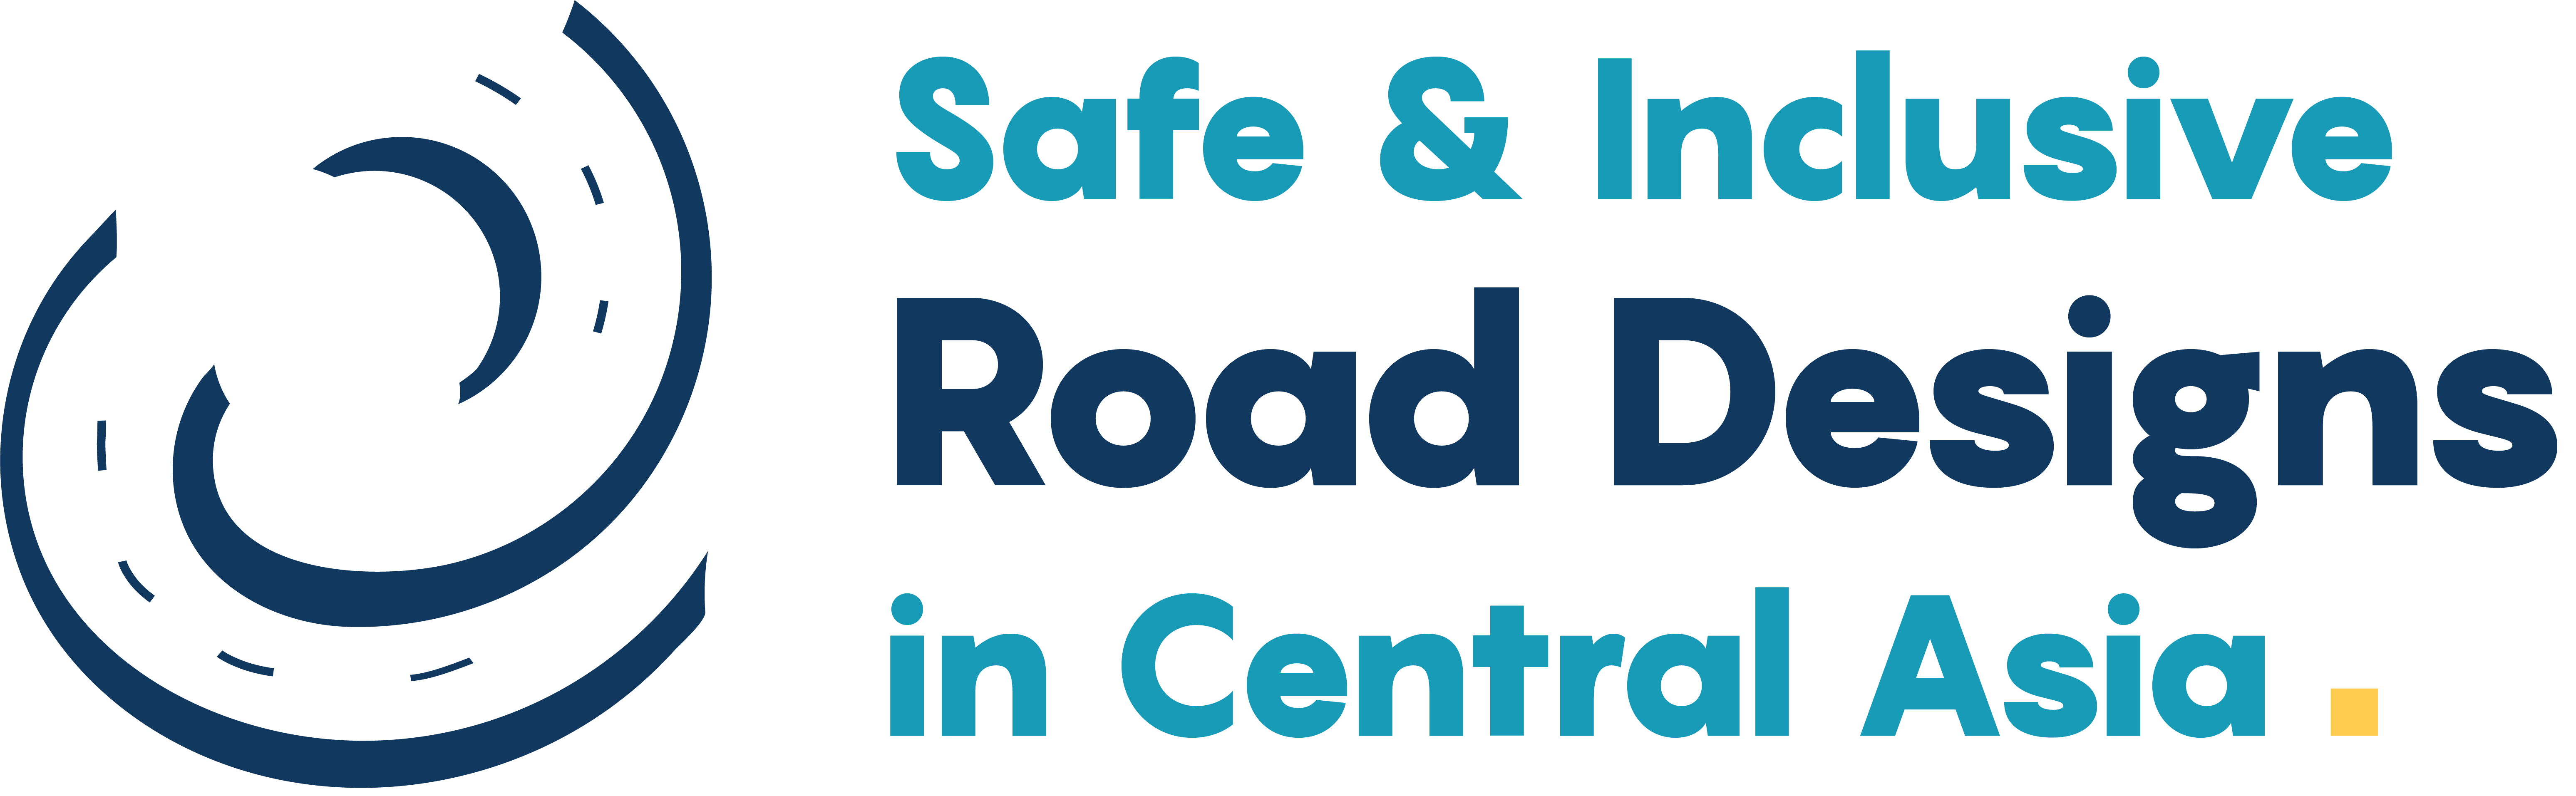 Safe & Inclusive
Road Designs
in Central Asia .